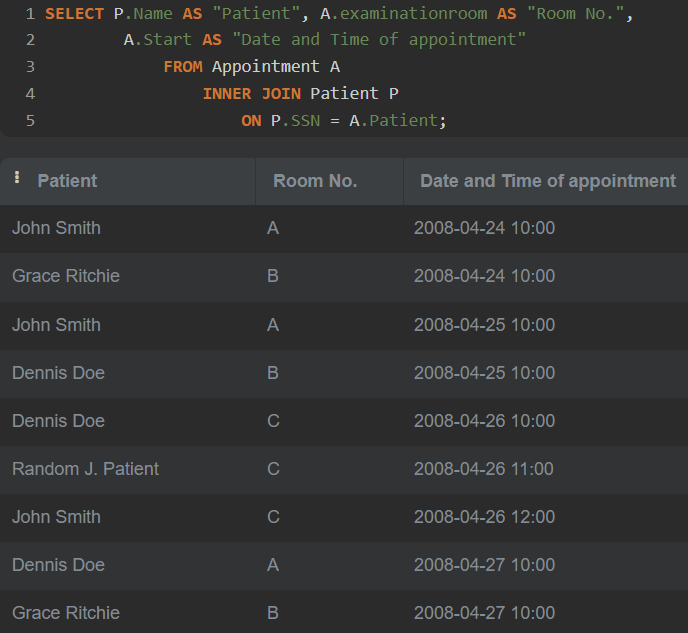 1 SELECT P.Name AS "Patient", A.examinationroom AS "Room No.",
2 A.Start AS "Date and Time of appointment"
3 FROM Appointment A
4 INNER JOIN Patient P
5 ON P.SSN = A.Patient;
Patient Room No. Date and Time of appointment
John Smith A 2008-04-24 10:00
Grace Ritchie B 2008-04-24 10:00
John Smith A 2008-04-25 10:00
Dennis Doe B 2008-04-25 10:00
Dennis Doe C 2008-04-26 10:00
Random J. Patient C 2008-04-26 11:00
John Smith C 2008-04-26 12:00
Dennis Doe A 2008-04-27 10:00
Grace Ritchie B 2008-04-27 10:00